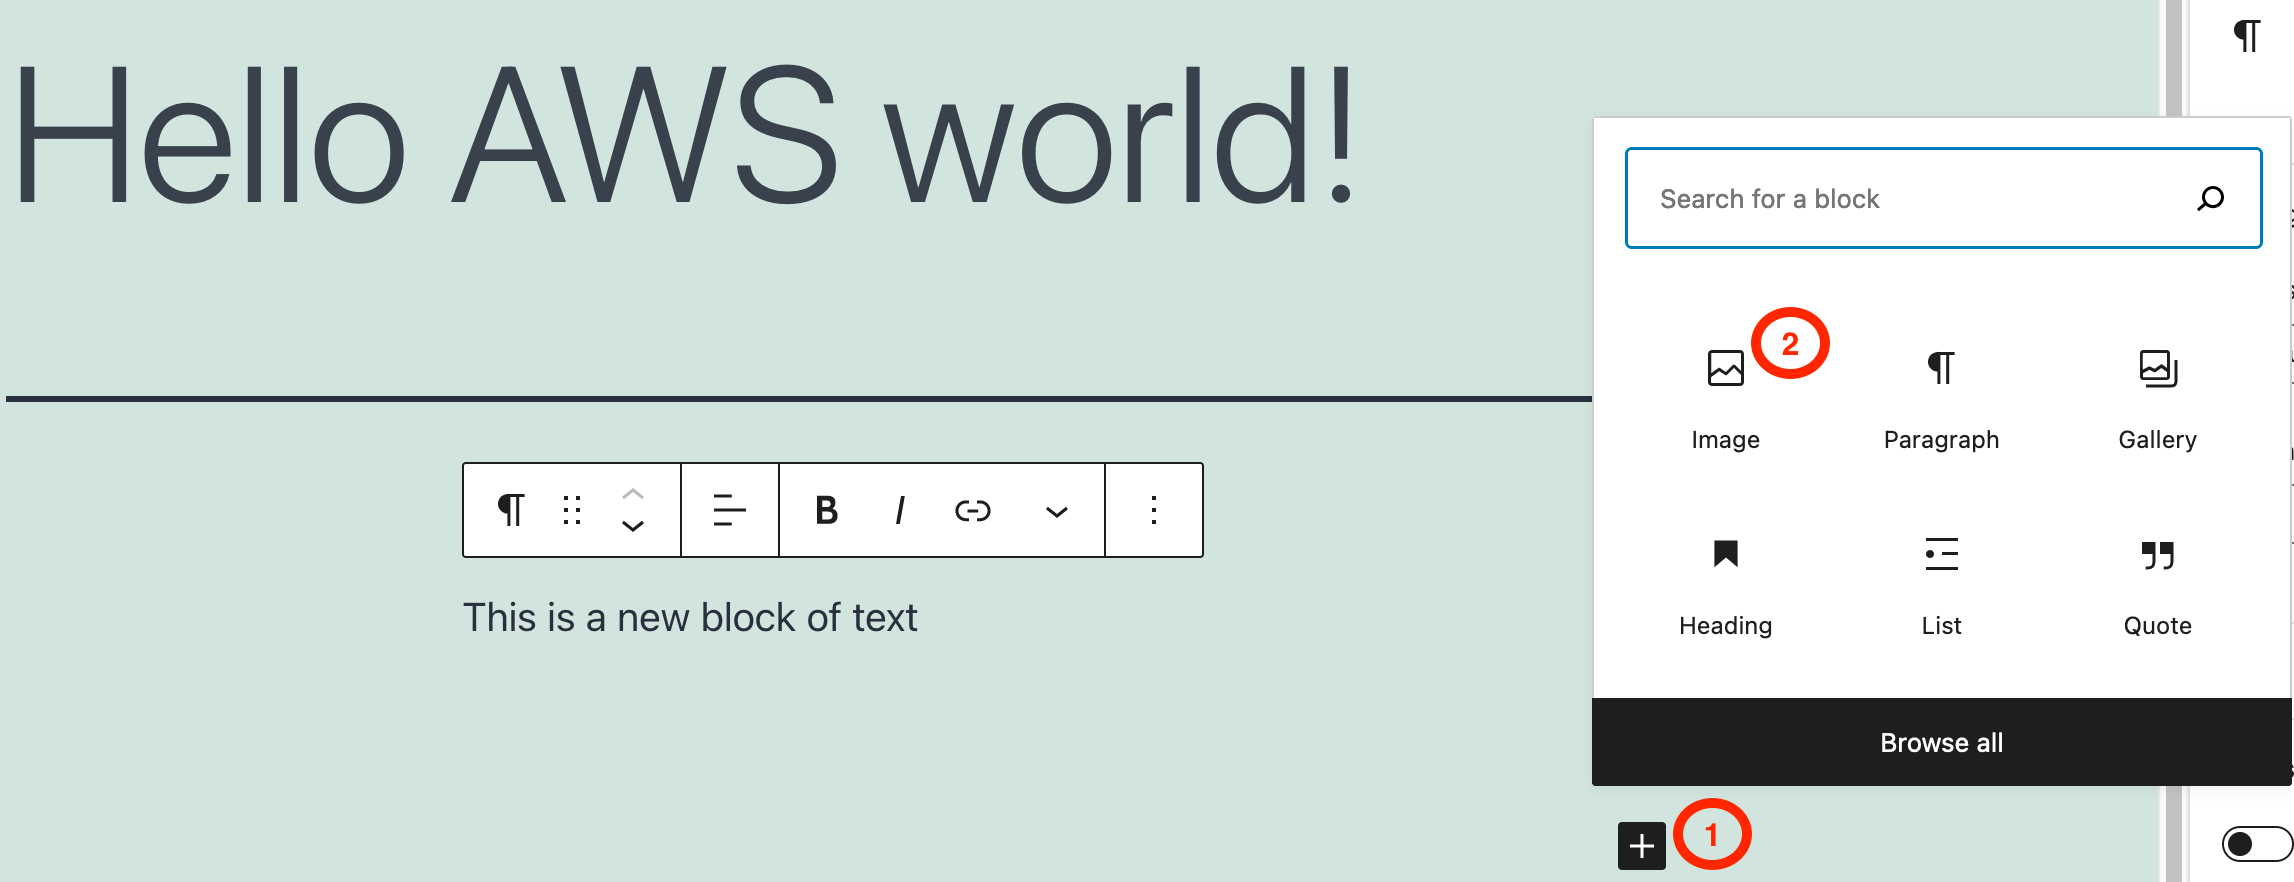 Hello AWS world!
Search for a block
2
Image
Paragraph
Gallery
B I
This is a new block of text
Heading
List
Quote
Browse all
1